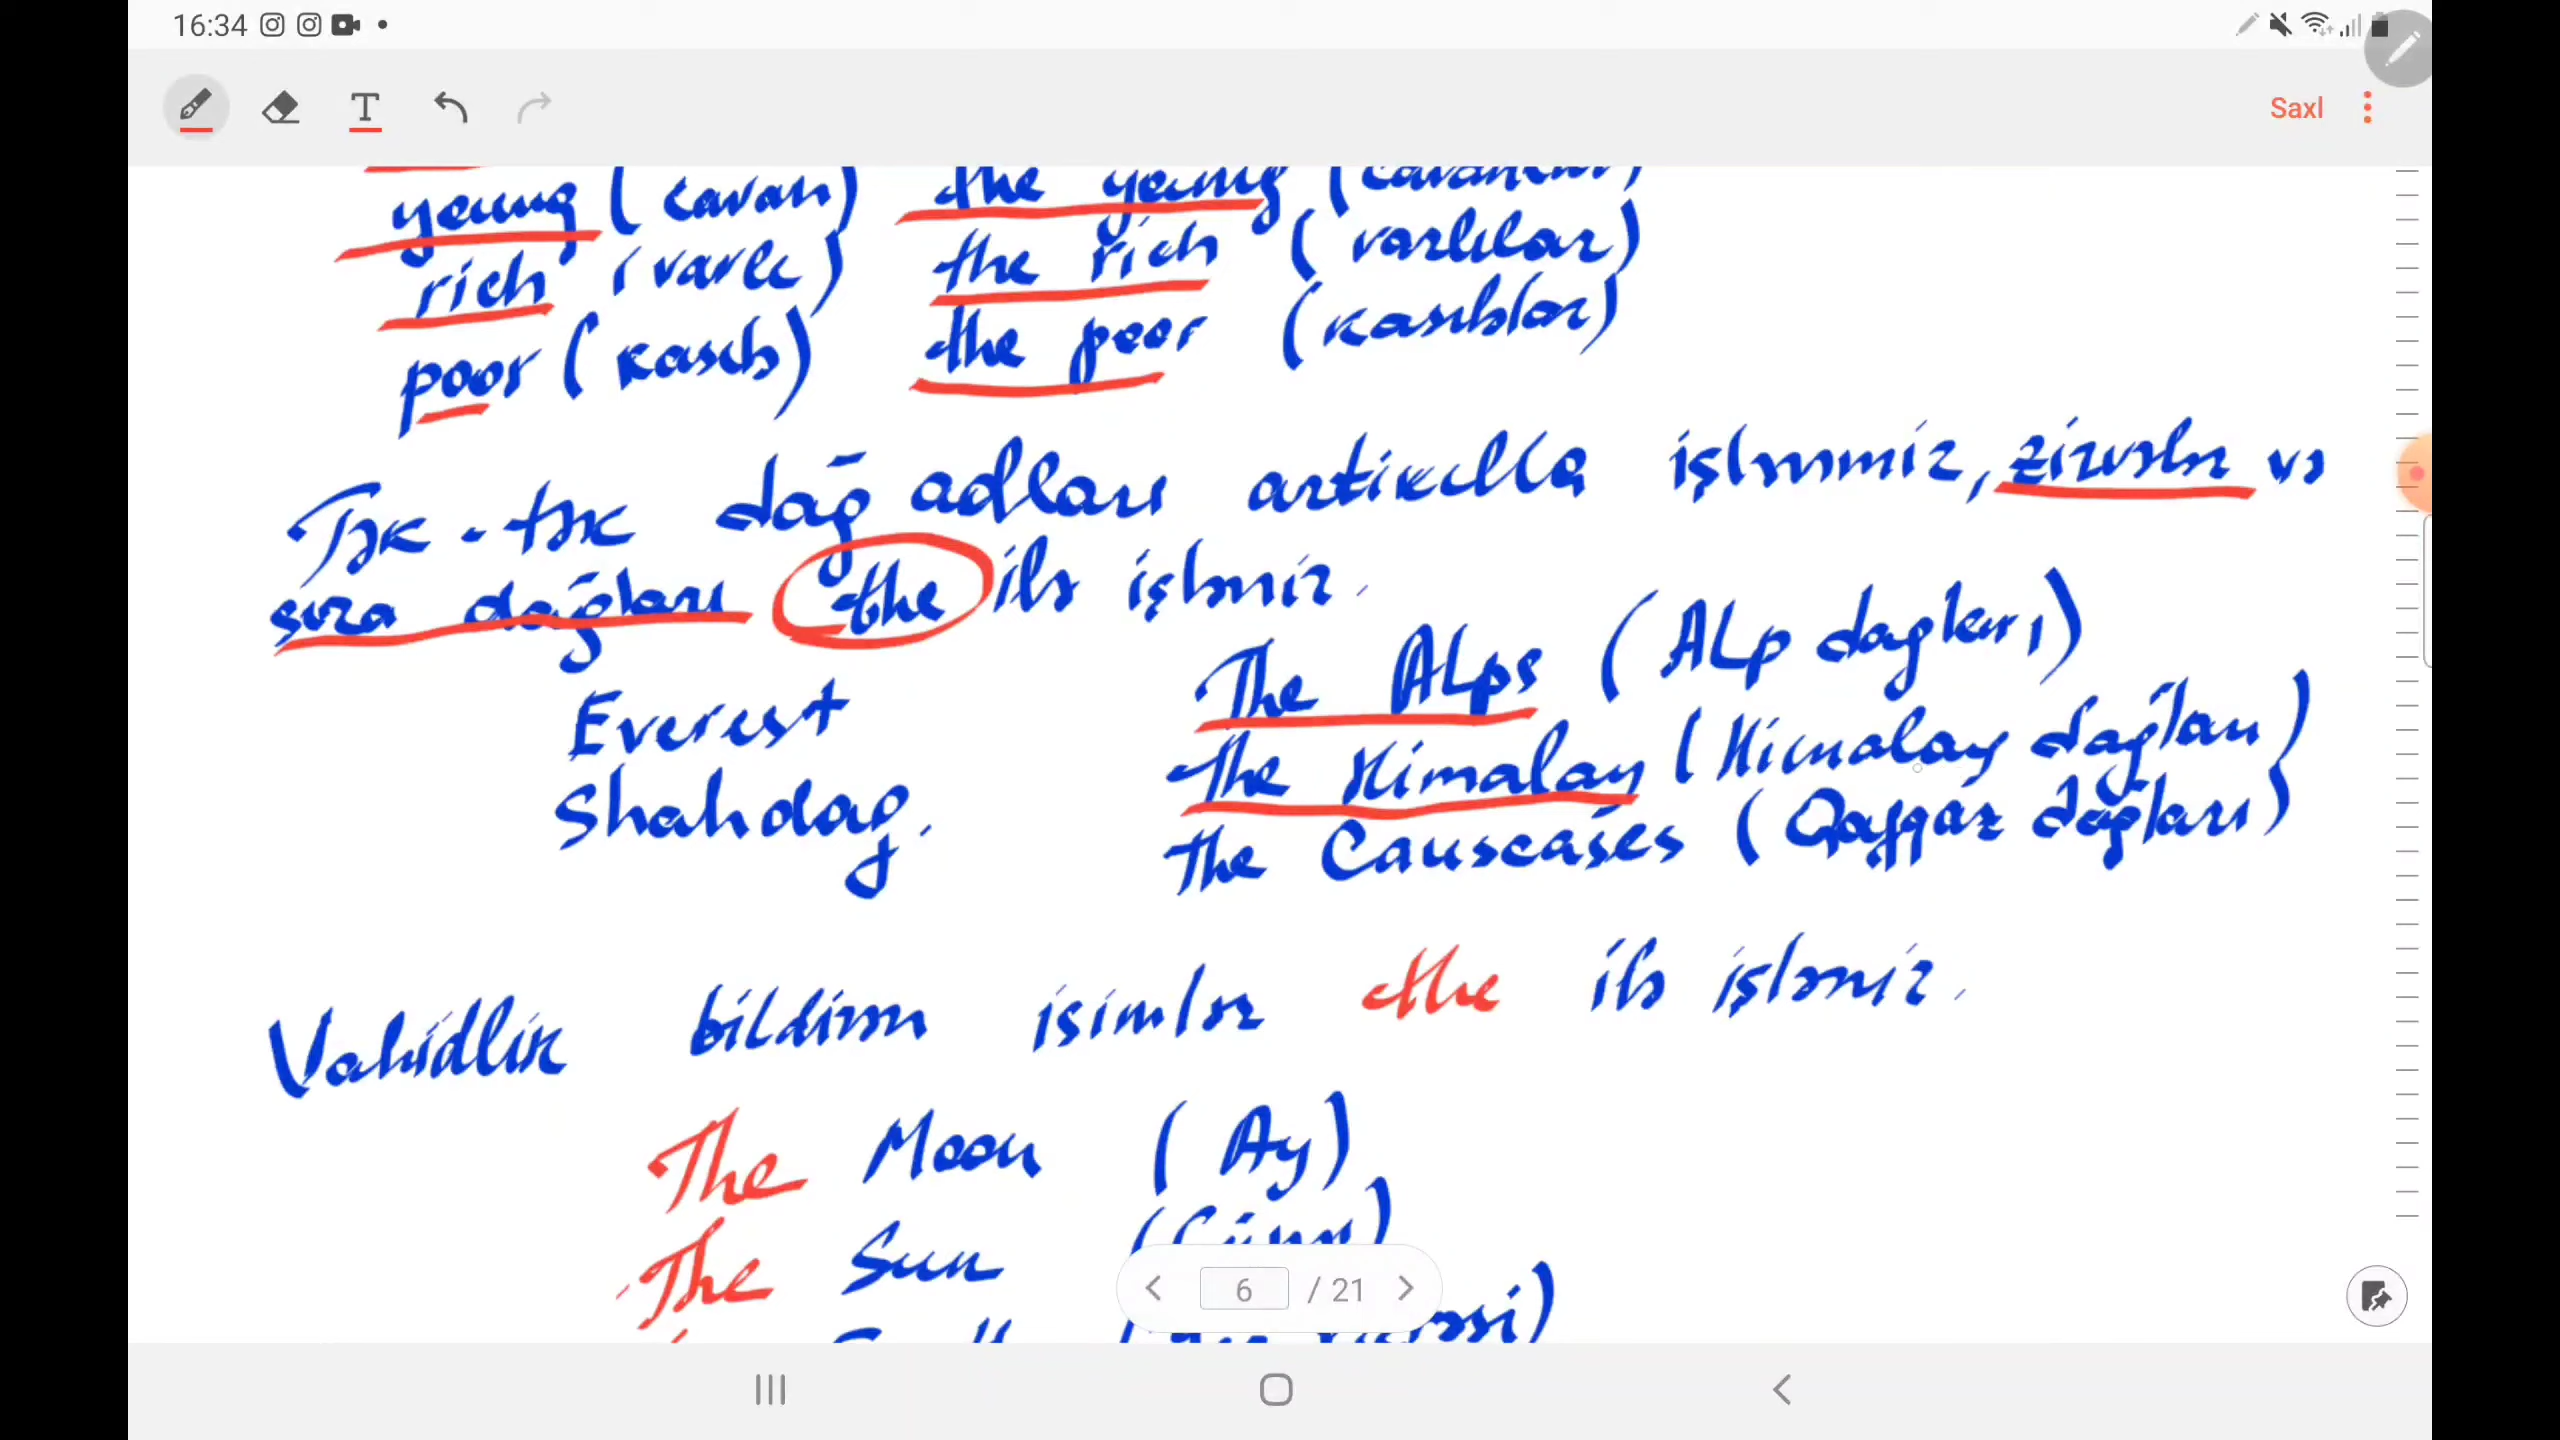 16:34
Saxl
young (cavan) the young (cavanlar)
rich (varlı) the rich (varlılar)
poor (kasıb) the poor (kasıblar)
Tək-tək dağ adları artikllə işlənmir, zirvələr və
sıra dağları the ilə işlənir.
Everest The Alps (ALp dağları)
Shahdag. the Himalay (Himalay dağları)
the Causcases (Qafqaz dağları)
Vahidlik bildirən isimlər the ilə işlənir.
The Moon (Ay)
The Sun (Günəş)
6 / 21